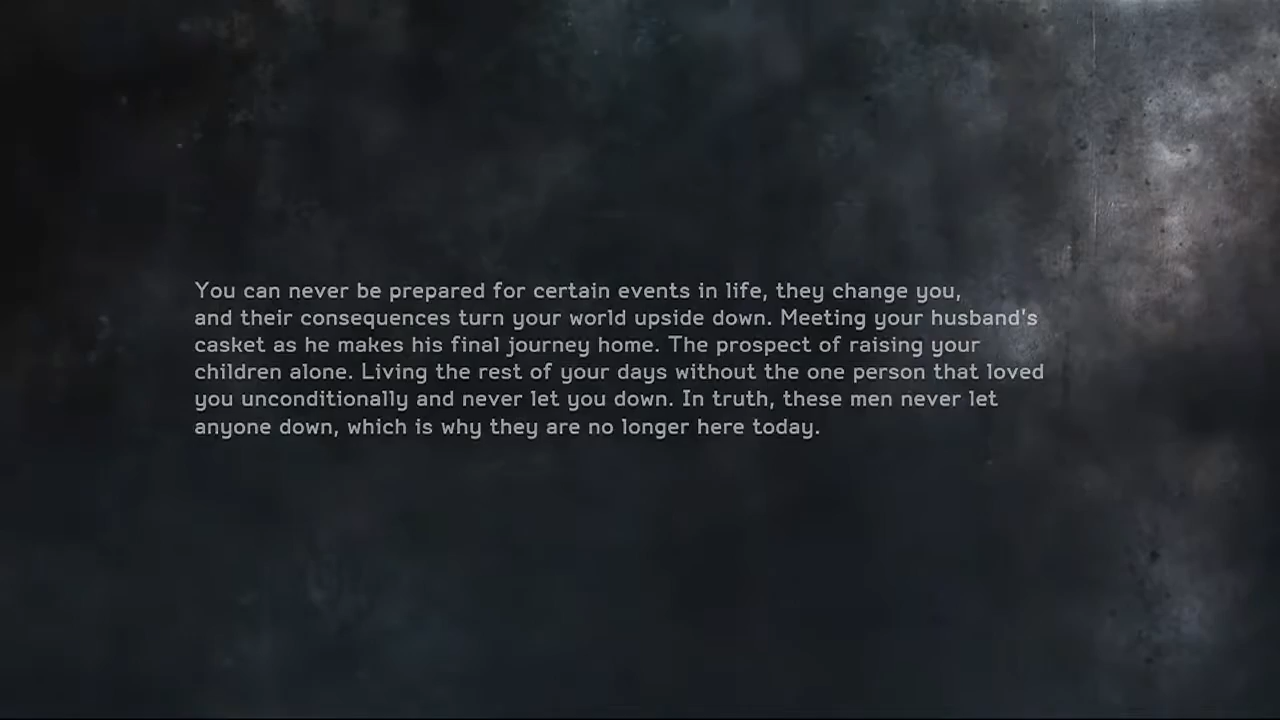 You can never be prepared for certain events in life, they change you,
and their consequences turn your world upside down. Meeting your husband's
casket as he makes his final journey home. The prospect of raising your
children alone. Living the rest of your days without the one person that loved
you unconditionally and never let you down. In truth, these men never let
anyone down, which is why they are no longer here today.